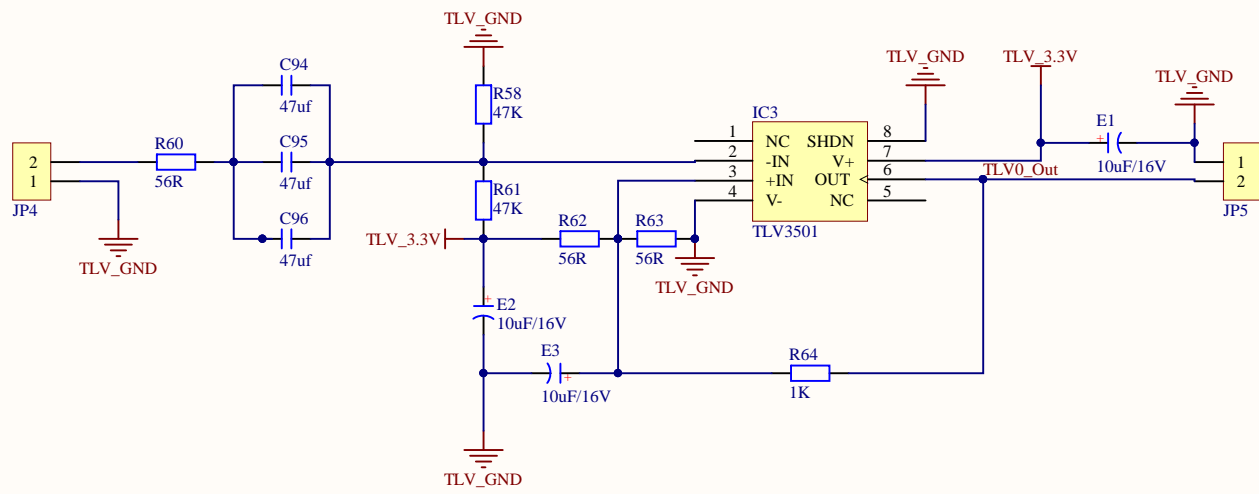 TLV_GND
C94
47uf
R58
47K
TLV_GND
TLV_3.3V
TLV_GND
IC3
E1
10uF/16V
1 NC SHDN 8
2 -IN V+ 7
3 +IN OUT 6
4 V- NC 5
TLV3501
TLV0_Out
1
2
JP5
2
1
JP4
R60
56R
C95
47uf
R61
47K
C96
47uf
TLV_GND
TLV_3.3V
R62
56R
R63
56R
TLV_GND
+
E2
10uF/16V
E3
+
10uF/16V
R64
1K
TLV_GND
+